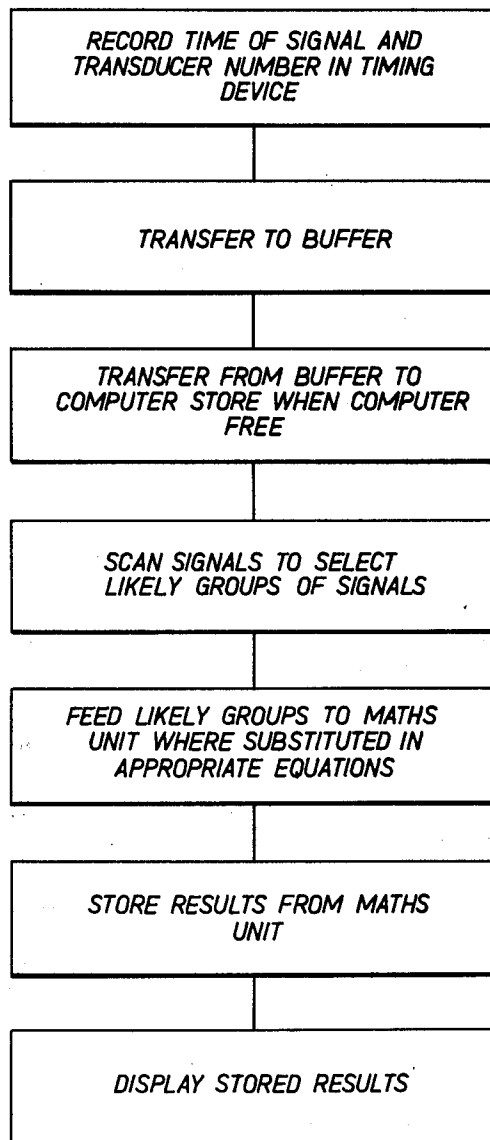 RECORD TIME OF SIGNAL AND
TRANSDUCER NUMBER IN TIMING
DEVICE
TRANSFER TO BUFFER
TRANSFER FROM BUFFER TO
COMPUTER STORE WHEN COMPUTER
FREE
SCAN SIGNALS TO SELECT
LIKELY GROUPS OF SIGNALS
FEED LIKELY GROUPS TO MATHS
UNIT WHERE SUBSTITUTED IN
APPROPRIATE EQUATIONS
STORE RESULTS FROM MATHS
UNIT
DISPLAY STORED RESULTS